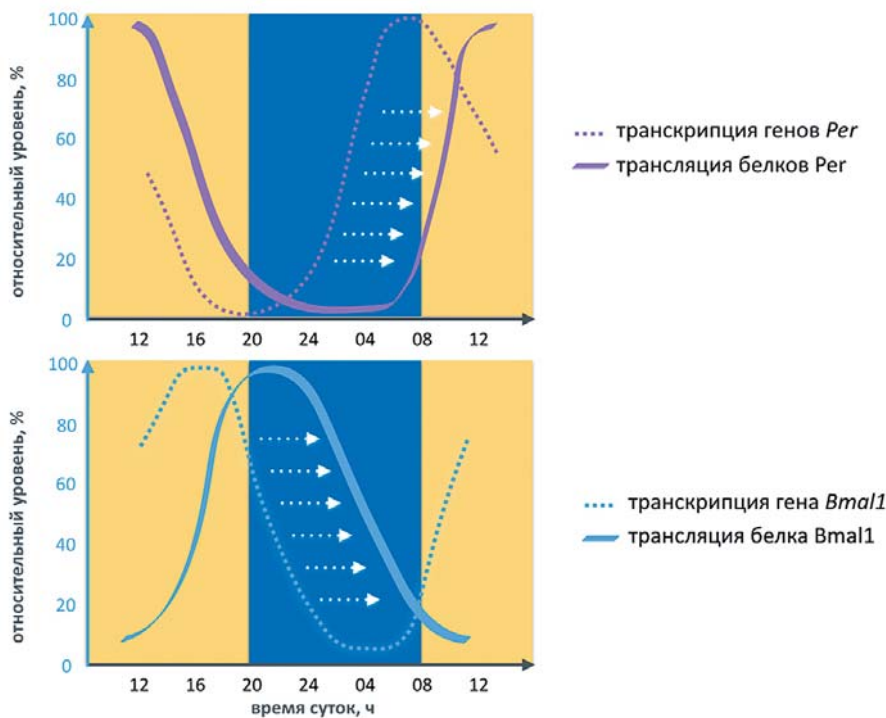 относительный уровень, %
100
80
60
40
20
0
12 16 20 24 04 08 12
транскрипция генов Per
трансляция белков Per
относительный уровень, %
100
80
60
40
20
0
12 16 20 24 04 08 12
время суток, ч
транскрипция гена Bmal1
трансляция белка Bmal1